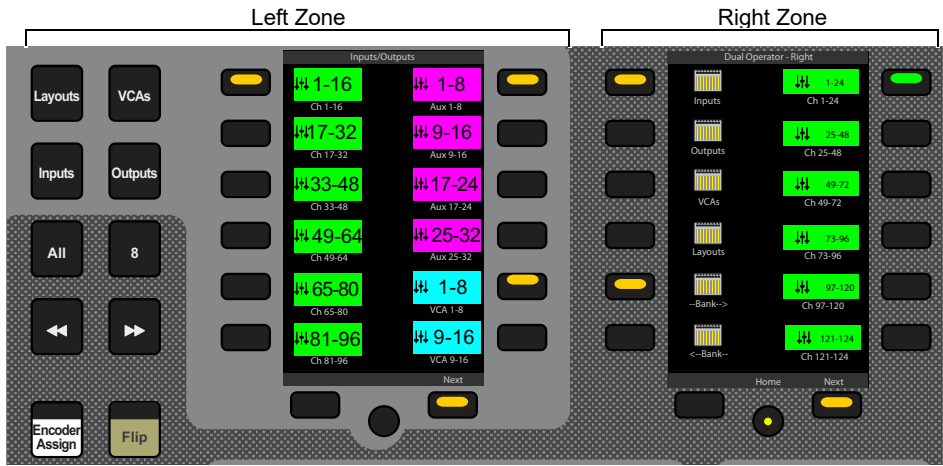 Left Zone
Right Zone
Layouts
VCAs
Inputs
Outputs
All
8
Encoder
Assign
Flip
Inputs/Outputs
1-16
Ch 1-16
1-8
Aux 1-8
17-32
Ch 17-32
9-16
Aux 9-16
33-48
Ch 33-48
17-24
Aux 17-24
49-64
Ch 49-64
25-32
Aux 25-32
65-80
Ch 65-80
1-8
VCA 1-8
81-96
Ch 81-96
9-16
VCA 9-16
Next
Dual Operator - Right
Inputs
1-24
Ch 1-24
Outputs
25-48
Ch 25-48
VCAs
49-72
Ch 49-72
Layouts
73-96
Ch 73-96
--Bank-->
97-120
Ch 97-120
<--Bank--
121-124
Ch 121-124
Home
Next